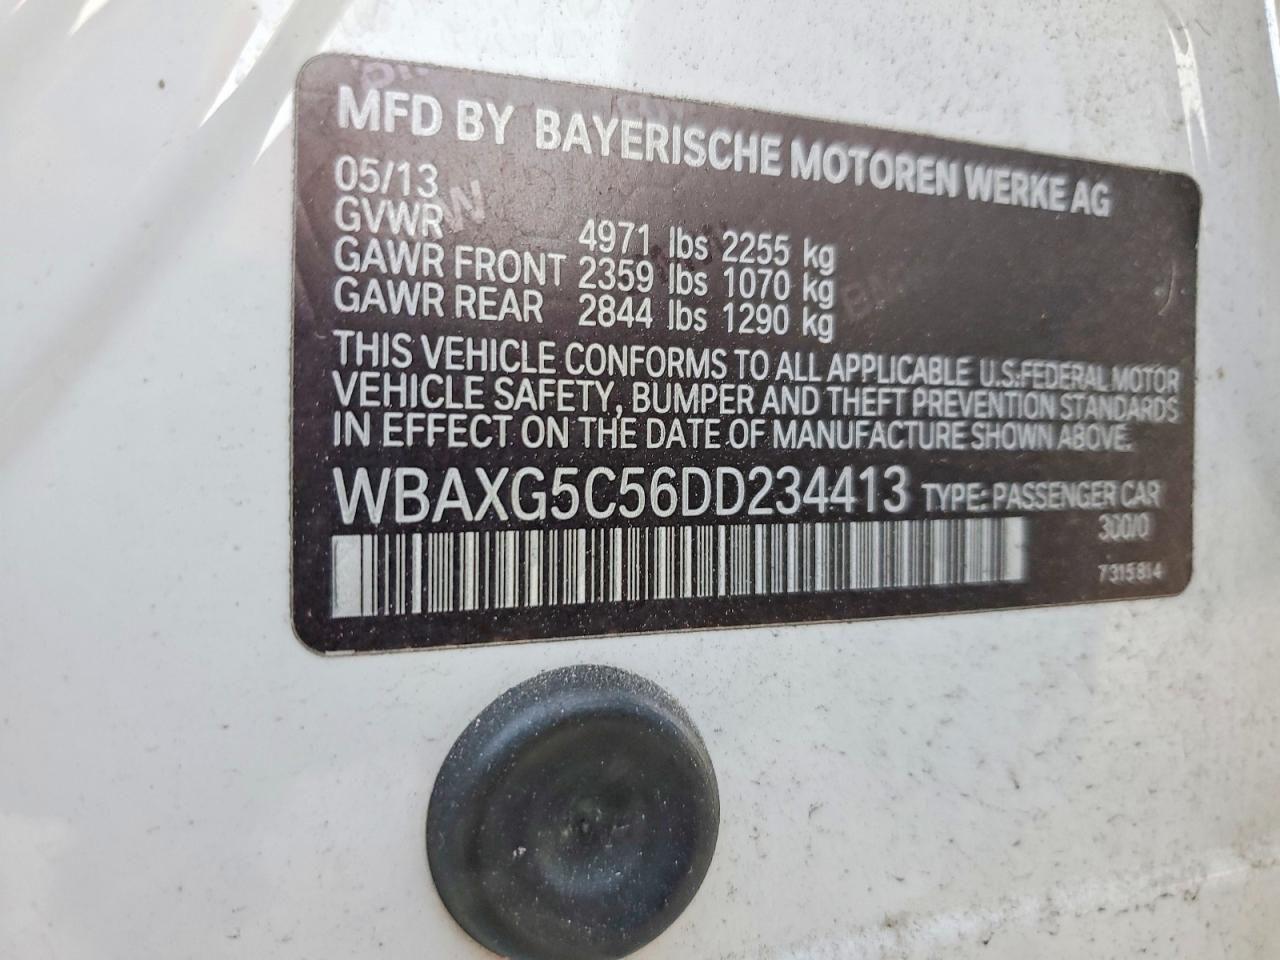 MFD BY BAYERISCHE MOTOREN WERKE AG
05/13
GVWR 4971 lbs 2255 kg
GAWR FRONT 2359 lbs 1070 kg
GAWR REAR 2844 lbs 1290 kg
THIS VEHICLE CONFORMS TO ALL APPLICABLE U.S.FEDERAL MOTOR
VEHICLE SAFETY, BUMPER AND THEFT PREVENTION STANDARDS
IN EFFECT ON THE DATE OF MANUFACTURE SHOWN ABOVE.
WBAXG5C56DD234413 TYPE: PASSENGER CAR
300/0
7315814